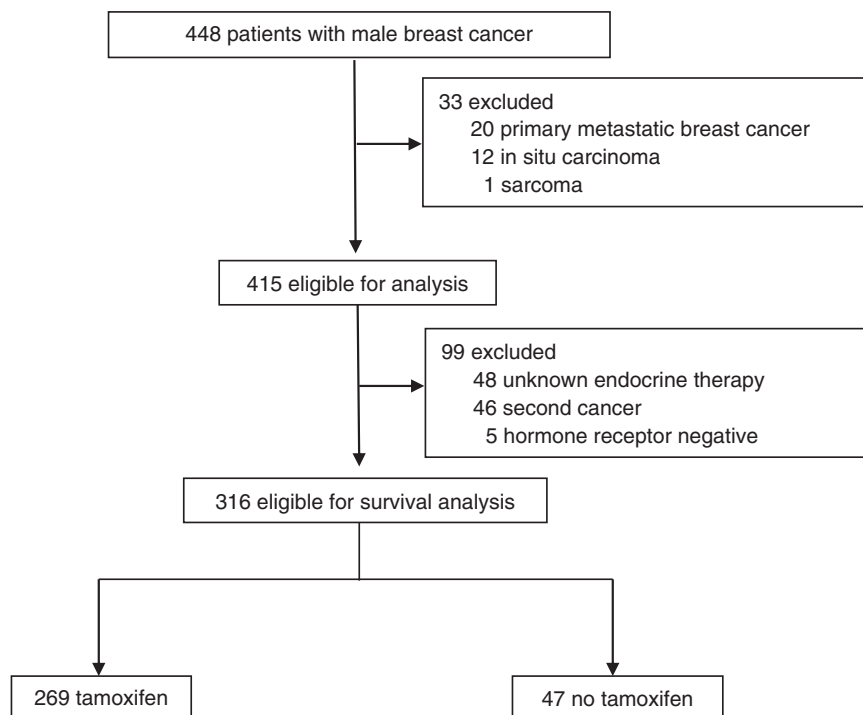 448 patients with male breast cancer
33 excluded
20 primary metastatic breast cancer
12 in situ carcinoma
1 sarcoma
415 eligible for analysis
99 excluded
48 unknown endocrine therapy
46 second cancer
5 hormone receptor negative
316 eligible for survival analysis
269 tamoxifen
47 no tamoxifen